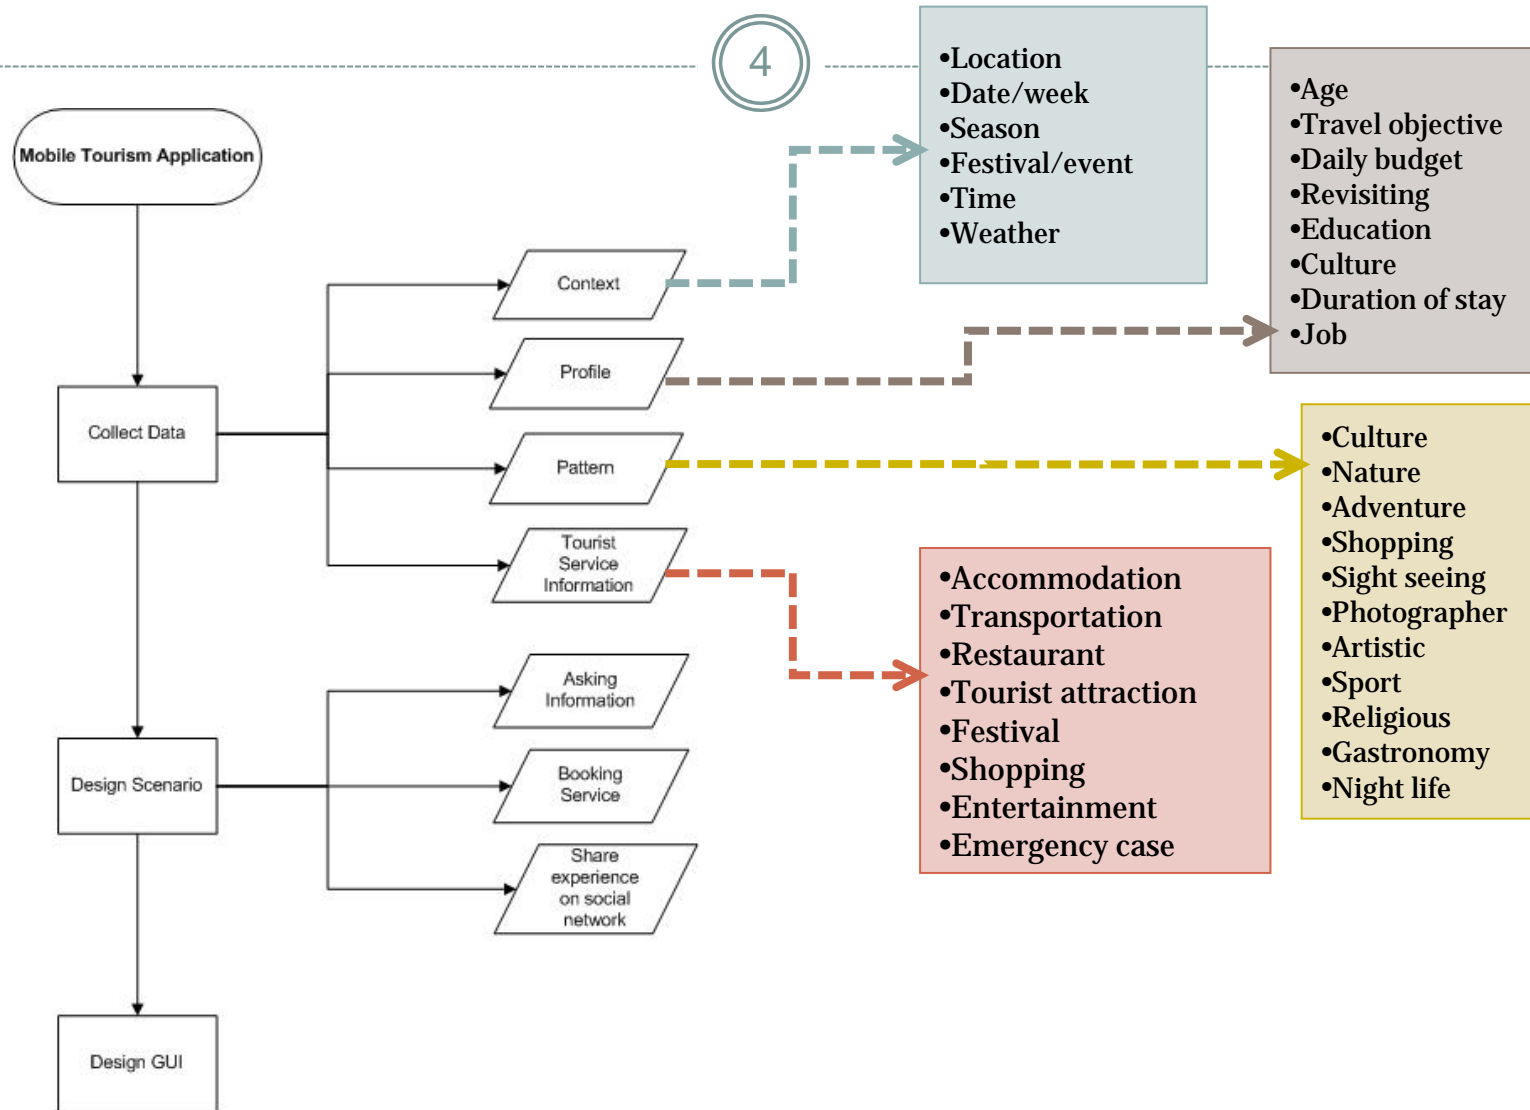 4
Mobile Tourism Application
Collect Data
Design Scenario
Design GUI
Context
Profile
Pattern
Tourist
Service
Information
Asking
Information
Booking
Service
Share
experience
on social
network
•Location
•Date/week
•Season
•Festival/event
•Time
•Weather
•Age
•Travel objective
•Daily budget
•Revisiting
•Education
•Culture
•Duration of stay
•Job
•Culture
•Nature
•Adventure
•Shopping
•Sight seeing
•Photographer
•Artistic
•Sport
•Religious
•Gastronomy
•Night life
•Accommodation
•Transportation
•Restaurant
•Tourist attraction
•Festival
•Shopping
•Entertainment
•Emergency case